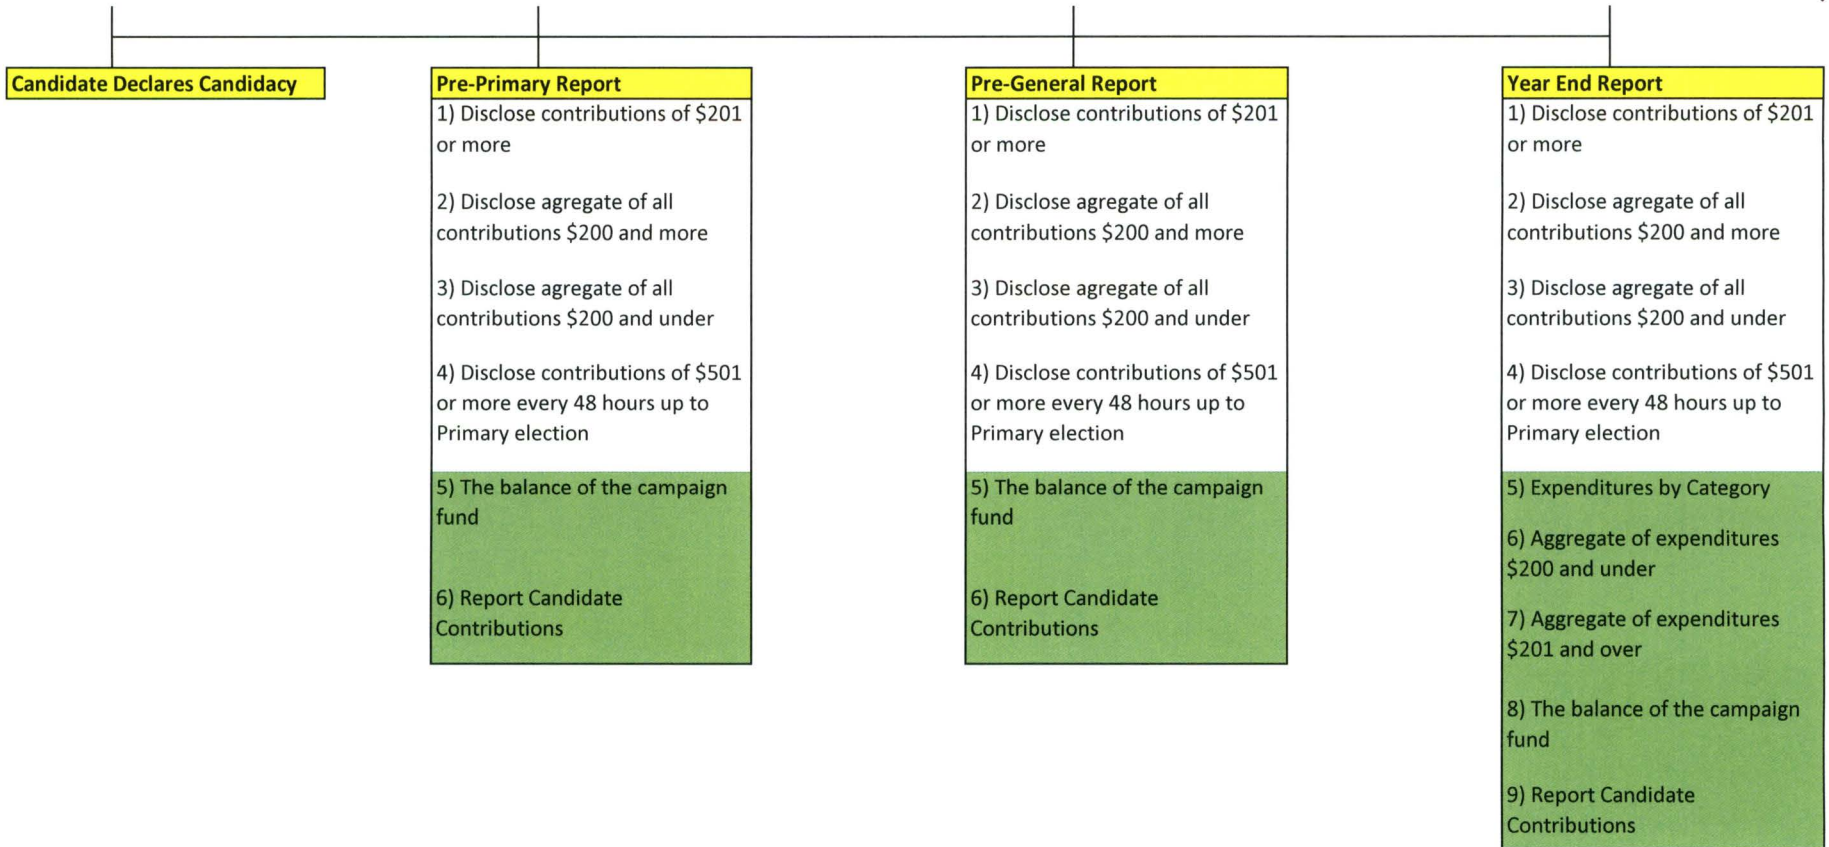 Candidate Declares Candidacy
Pre-Primary Report
1) Disclose contributions of $201
or more
2) Disclose agregate of all
contributions $200 and more
3) Disclose agregate of all
contributions $200 and under
4) Disclose contributions of $501
or more every 48 hours up to
Primary election
5) The balance of the campaign
fund
6) Report Candidate
Contributions
Pre-General Report
1) Disclose contributions of $201
or more
2) Disclose agregate of all
contributions $200 and more
3) Disclose agregate of all
contributions $200 and under
4) Disclose contributions of $501
or more every 48 hours up to
Primary election
5) The balance of the campaign
fund
6) Report Candidate
Contributions
Year End Report
1) Disclose contributions of $201
or more
2) Disclose agregate of all
contributions $200 and more
3) Disclose agregate of all
contributions $200 and under
4) Disclose contributions of $501
or more every 48 hours up to
Primary election
5) Expenditures by Category
6) Aggregate of expenditures
$200 and under
7) Aggregate of expenditures
$201 and over
8) The balance of the campaign
fund
9) Report Candidate
Contributions